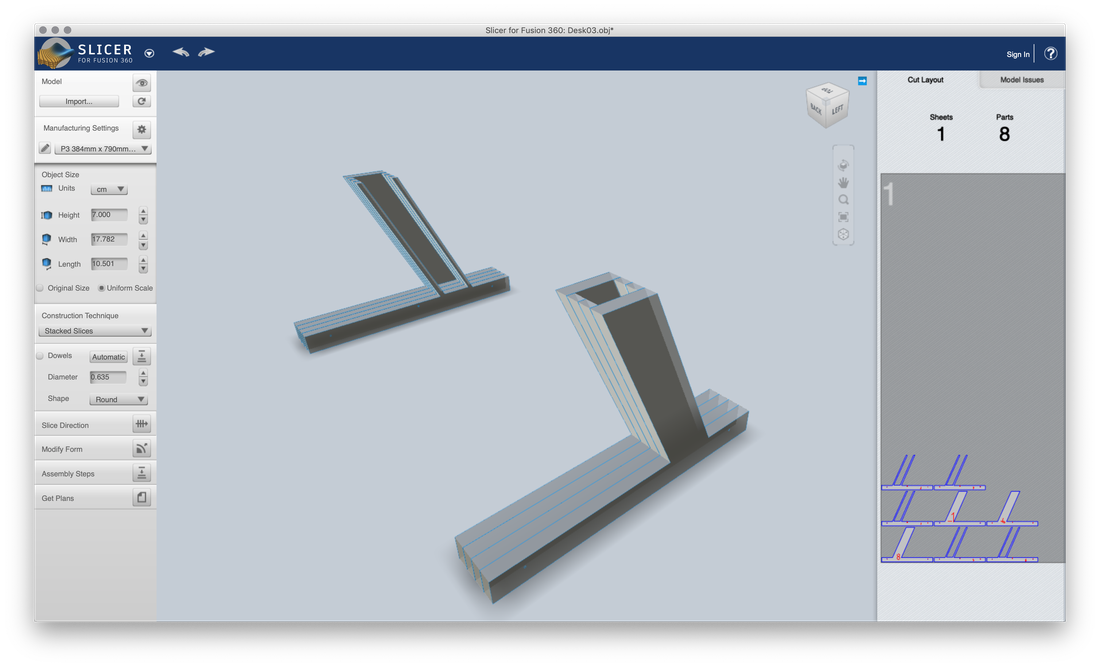 Slicer for Fusion 360: Desk03.obj*
SLICER
FOR FUSION 360
Sign In
?
Model
Import...
Manufacturing Settings
P3 384mm x 790mm...
Object Size
Units cm
Height 7.000
Width 17.782
Length 10.501
Original Size Uniform Scale
Construction Technique
Stacked Slices
Dowels Automatic
Diameter 0.635
Shape Round
Slice Direction
Modify Form
Assembly Steps
Get Plans
TOP
BACK LEFT
Cut Layout Model Issues
Sheets Parts
1 8
1
1
8